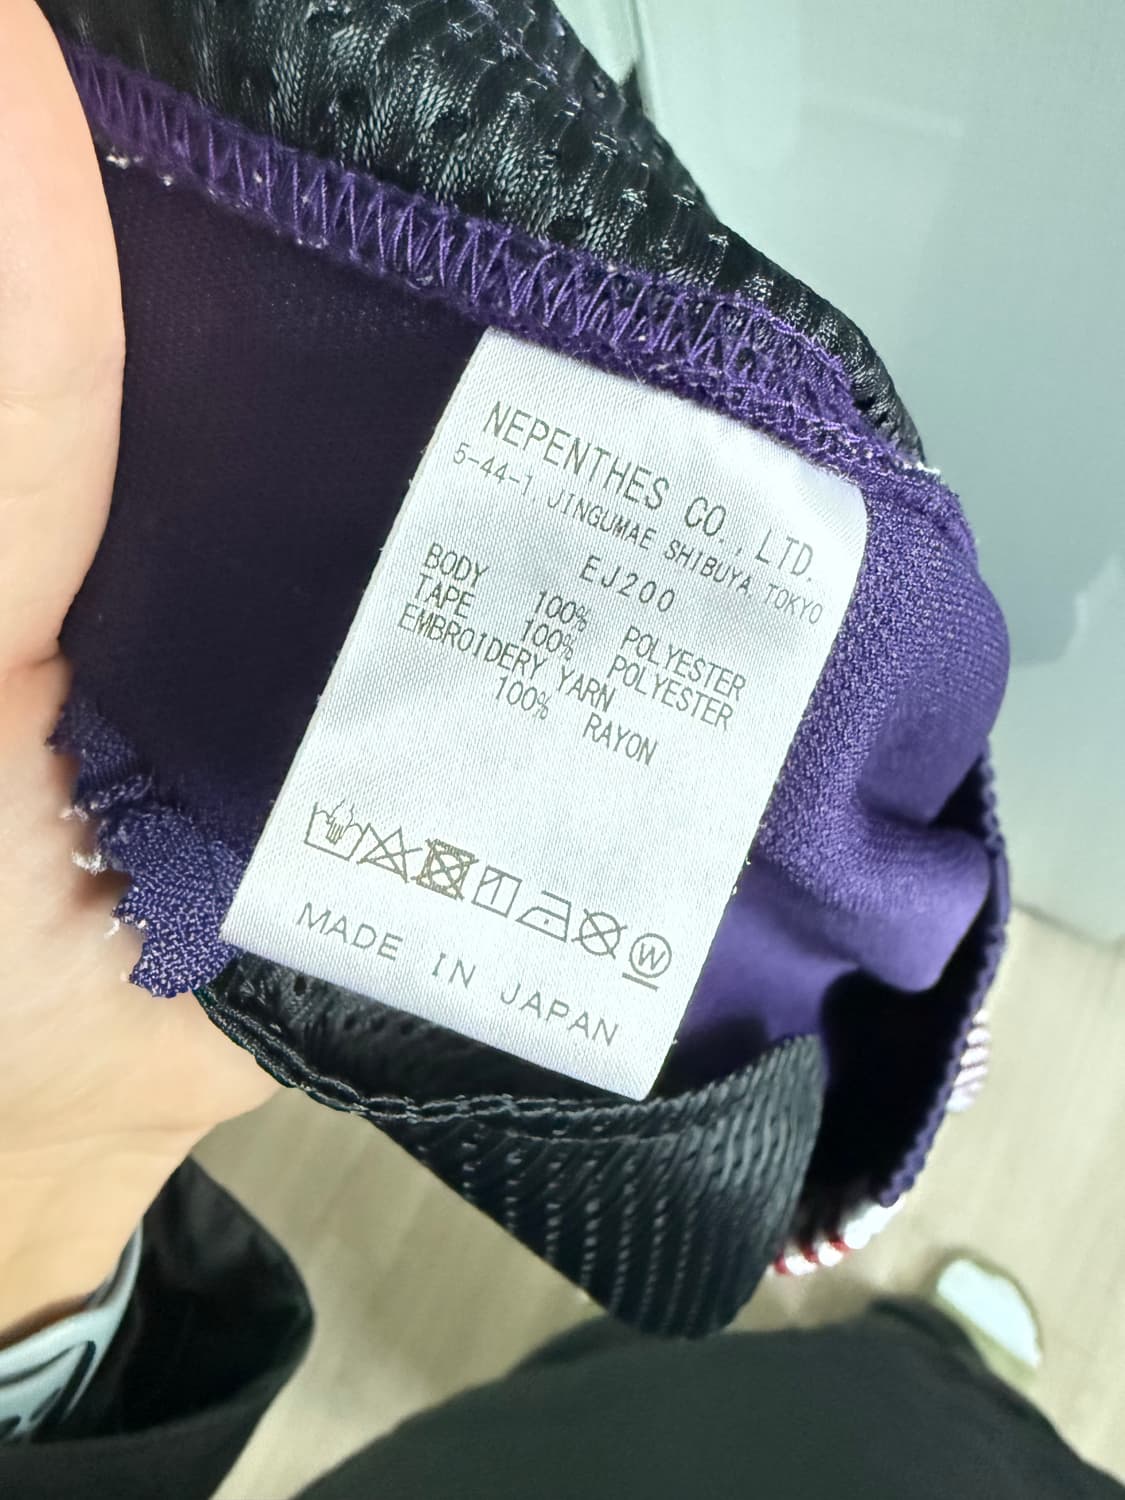 NEPENTHES CO., LTD.
5-44-1, JINGUMAE SHIBUYA, TOKYO
EJ200
BODY 100% POLYESTER
TAPE 100% POLYESTER
EMBROIDERY YARN
100% RAYON
W
MADE IN JAPAN